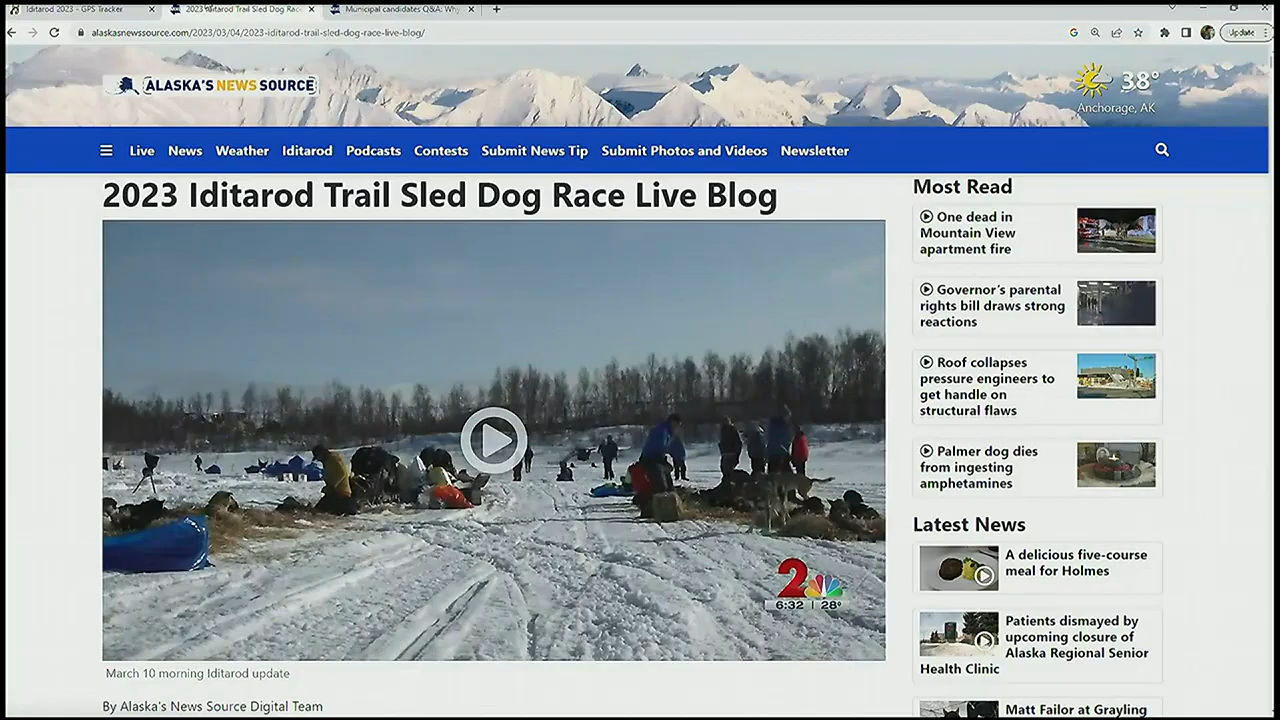 Iditarod 2023 - GPS Tracker
2023 Iditarod Trail Sled Dog Race
Municipal candidates Q&A: Why
alaskasnewssource.com/2023/03/04/2023-iditarod-trail-sled-dog-race-live-blog/
Update
ALASKA'S NEWS SOURCE
38°
Anchorage, AK
Live News Weather Iditarod Podcasts Contests Submit News Tip Submit Photos and Videos Newsletter
2023 Iditarod Trail Sled Dog Race Live Blog
2
6:32 | 28°
March 10 morning Iditarod update
By Alaska's News Source Digital Team
Most Read
One dead in
Mountain View
apartment fire
Governor's parental
rights bill draws strong
reactions
Roof collapses
pressure engineers to
get handle on
structural flaws
Palmer dog dies
from ingesting
amphetamines
Latest News
A delicious five-course
meal for Holmes
Patients dismayed by
upcoming closure of
Alaska Regional Senior
Health Clinic
Matt Failor at Grayling